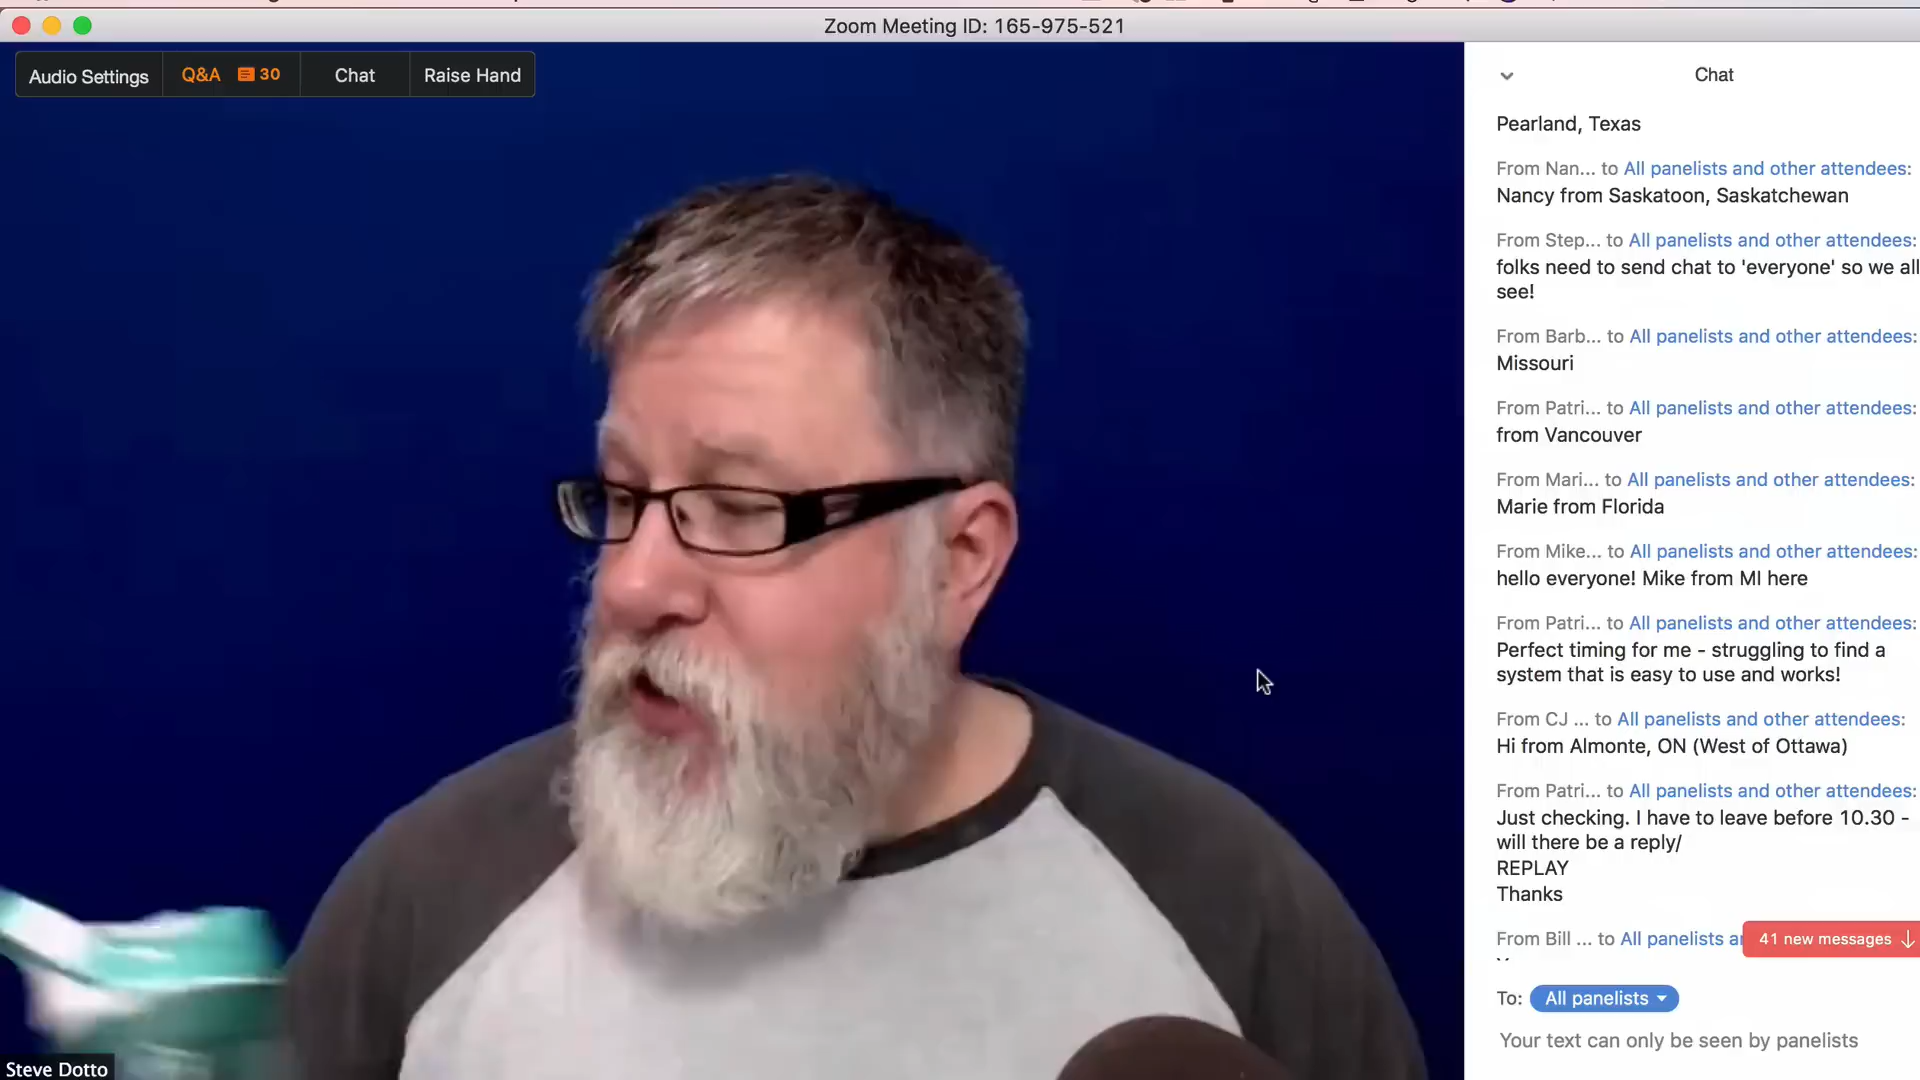 Zoom Meeting ID: 165-975-521
Audio Settings
Q&A 30
Chat
Raise Hand
Chat
Pearland, Texas
From Nan... to All panelists and other attendees:
Nancy from Saskatoon, Saskatchewan
From Step... to All panelists and other attendees:
folks need to send chat to 'everyone' so we all
see!
From Barb... to All panelists and other attendees:
Missouri
From Patri... to All panelists and other attendees:
from Vancouver
From Mari... to All panelists and other attendees:
Marie from Florida
From Mike... to All panelists and other attendees:
hello everyone! Mike from MI here
From Patri... to All panelists and other attendees:
Perfect timing for me - struggling to find a
system that is easy to use and works!
From CJ ... to All panelists and other attendees:
Hi from Almonte, ON (West of Ottawa)
From Patri... to All panelists and other attendees:
Just checking. I have to leave before 10.30 -
will there be a reply/
REPLAY
Thanks
From Bill ... to All panelists
41 new messages
To: All panelists
Your text can only be seen by panelists
Steve Dotto